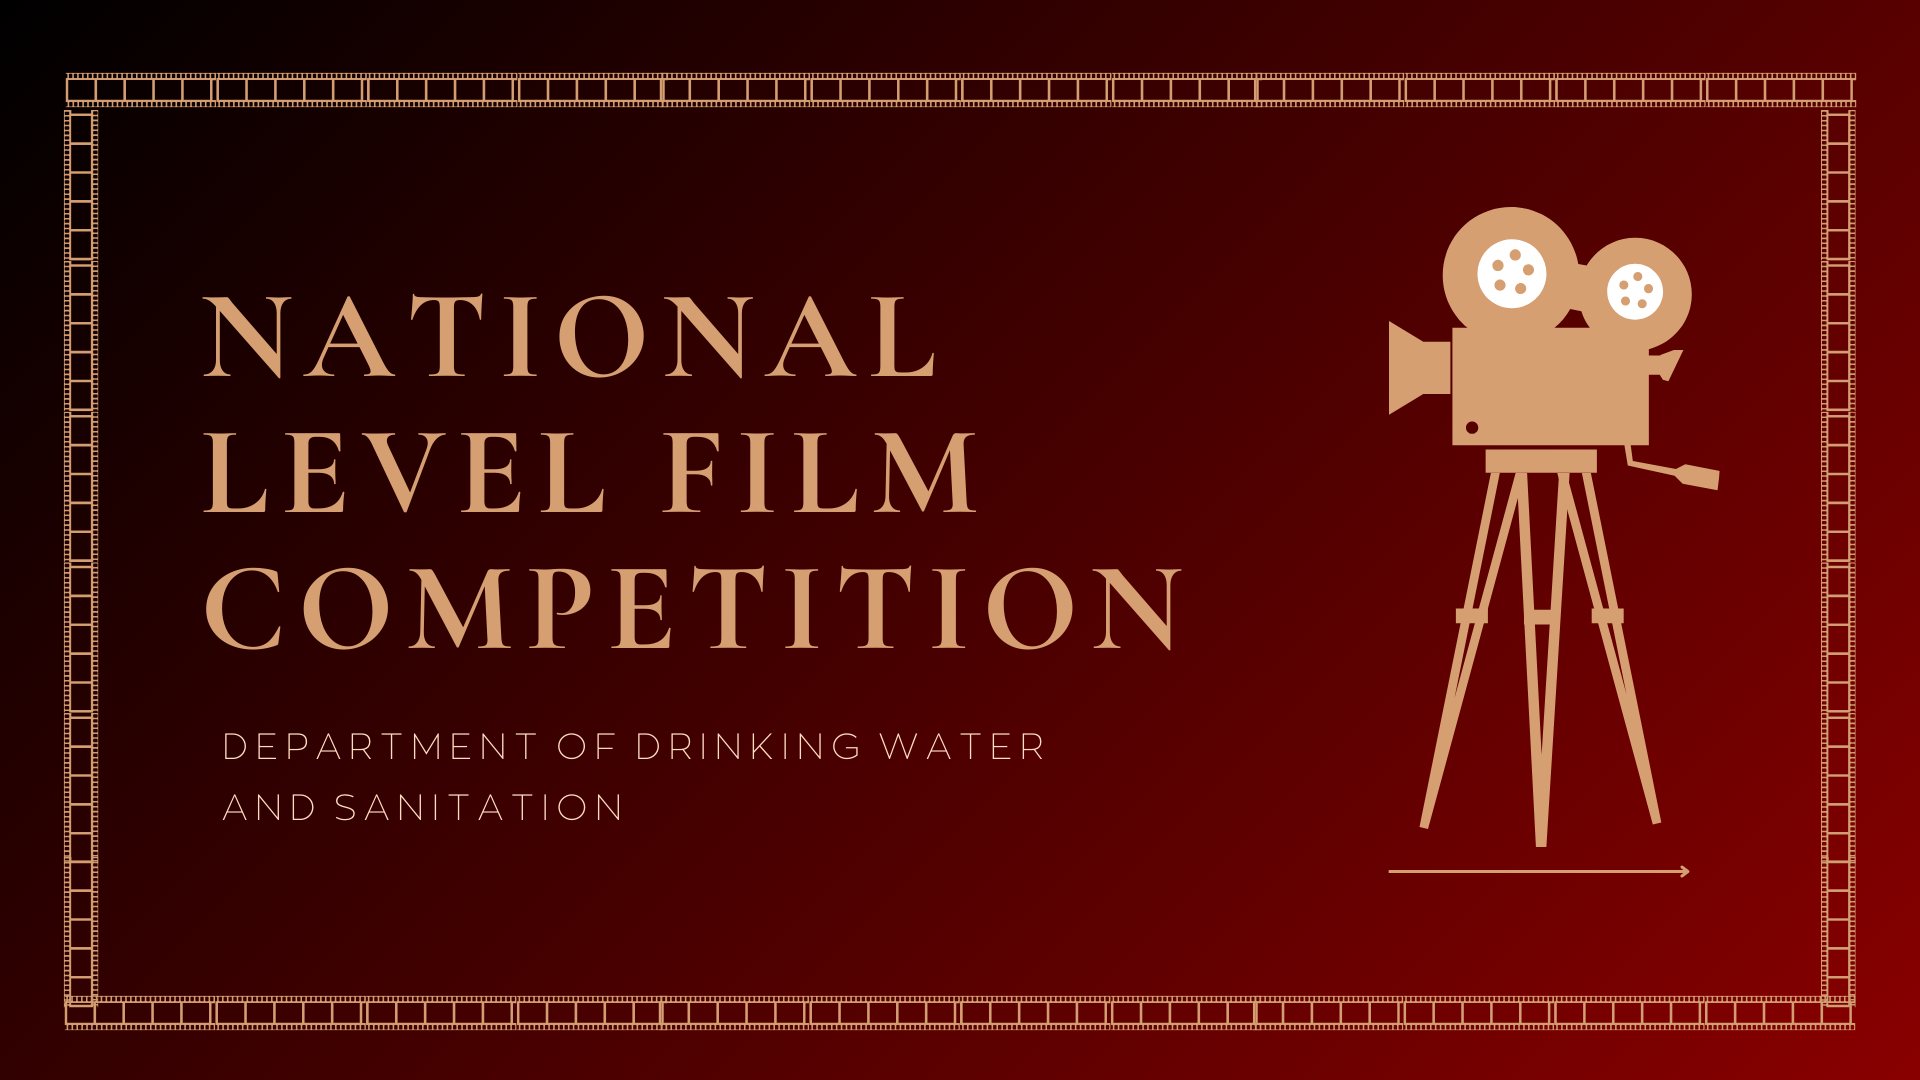 NATIONAL
LEVEL FILM
COMPETITION
DEPARTMENT OF DRINKING WATER
AND SANITATION